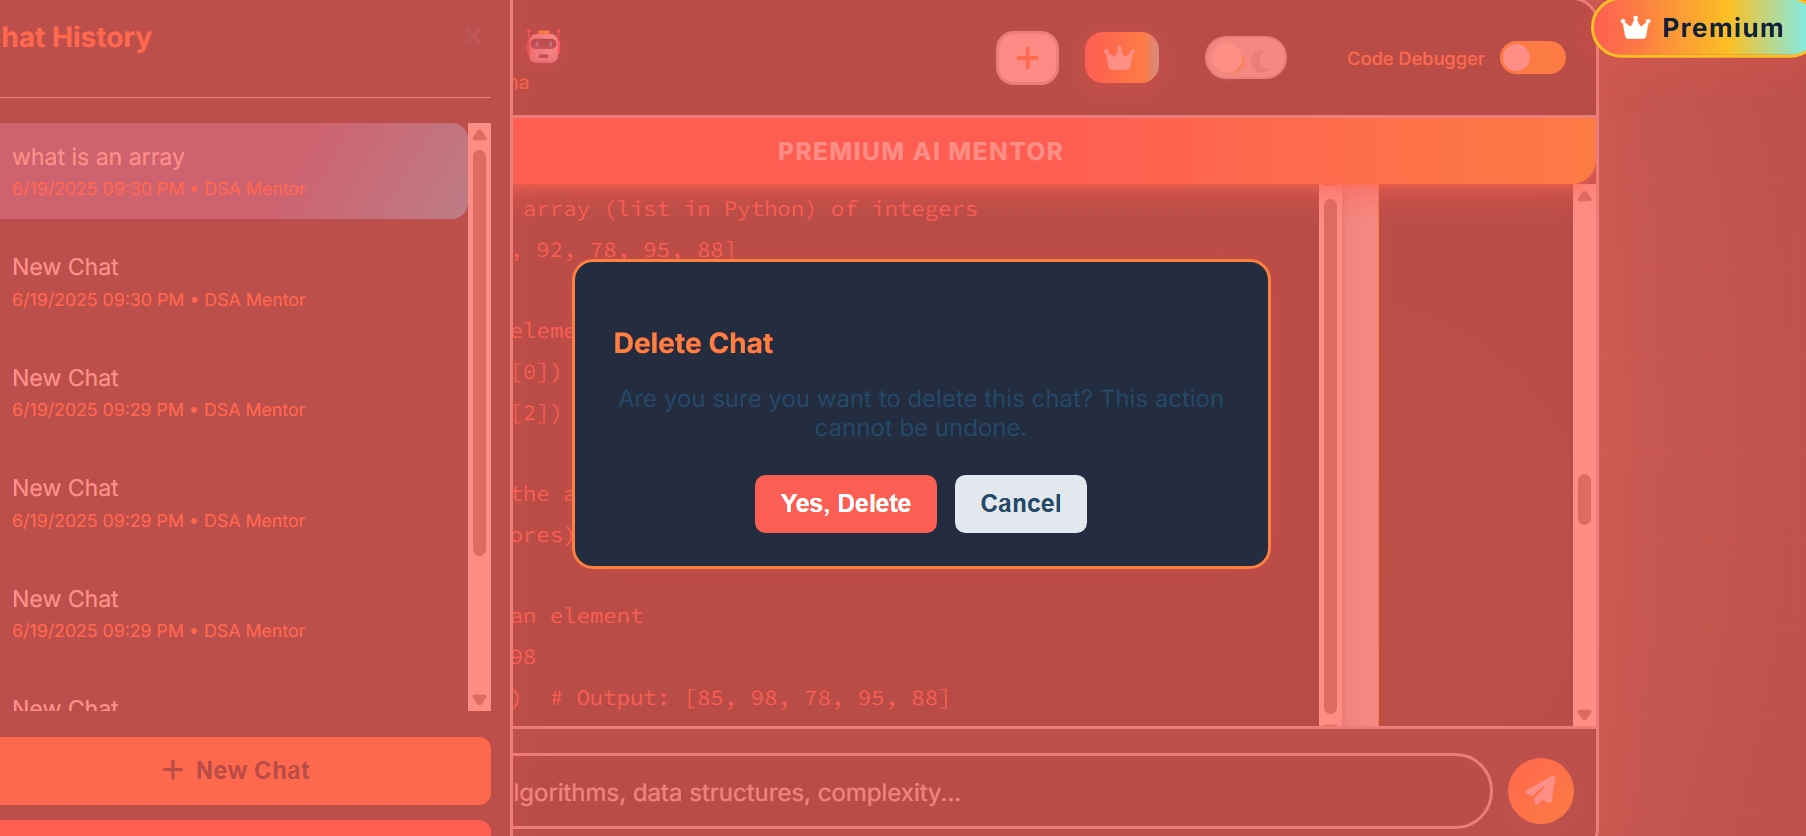 hat History
what is an array
6/19/2025 09:30 PM • DSA Mentor
New Chat
6/19/2025 09:30 PM • DSA Mentor
New Chat
6/19/2025 09:29 PM • DSA Mentor
New Chat
6/19/2025 09:29 PM • DSA Mentor
New Chat
6/19/2025 09:29 PM • DSA Mentor
New Chat
+ New Chat
na
Code Debugger
Premium
PREMIUM AI MENTOR
array (list in Python) of integers
, 92, 78, 95, 88]
eleme
[0])
[2])
the a
ores)
an element
98
)  # Output: [85, 98, 78, 95, 88]
Delete Chat
Are you sure you want to delete this chat? This action
cannot be undone.
Yes, Delete
Cancel
lgorithms, data structures, complexity...